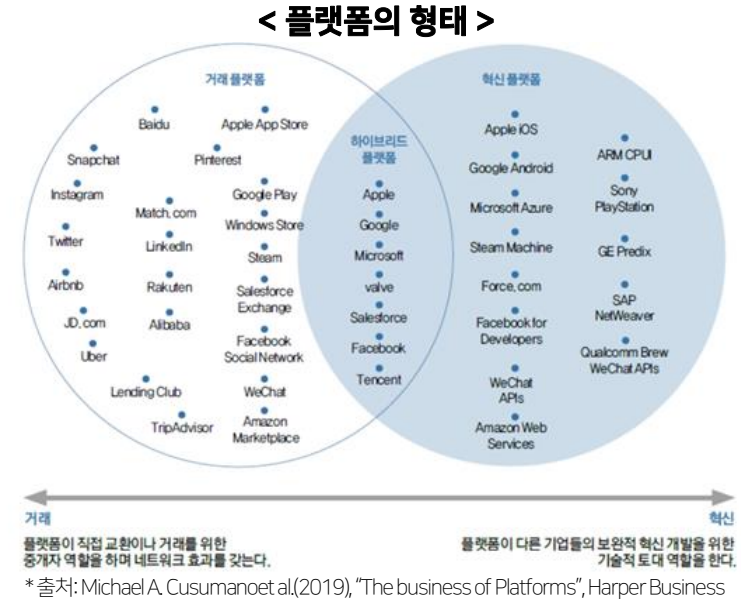 < 플랫폼의 형태 >
거래 플랫폼
Baidu
Apple App Store
Snapchat
Pinterest
Instagram
Google Play
Match. com
Windows Store
Twitter
LinkedIn
Steam
Airbnb
Rakuten
Salesforce
Exchange
JD. com
Alibaba
Uber
Facebook
Social Network
Lending Club
WeChat
TripAdvisor
Amazon
Marketplace
하이브리드
플랫폼
Apple
Google
Microsoft
valve
Salesforce
Facebook
Tencent
혁신 플랫폼
Apple iOS
Google Android
Microsoft Azure
Steam Machine
Force. com
Facebook for
Developers
WeChat
APIs
Amazon Web
Services
ARM CPUI
Sony
PlayStation
GE Predix
SAP
NetWeaver
Qualcomm Brew
WeChat APIs
거래
플랫폼이 직접 교환이나 거래를 위한
중개자 역할을 하며 네트워크 효과를 갖는다.
혁신
플랫폼이 다른 기업들의 보완적 혁신 개발을 위한
기술적 토대 역할을 한다.
* 출처: Michael A. Cusumanoet al.(2019), "The business of Platforms", Harper Business